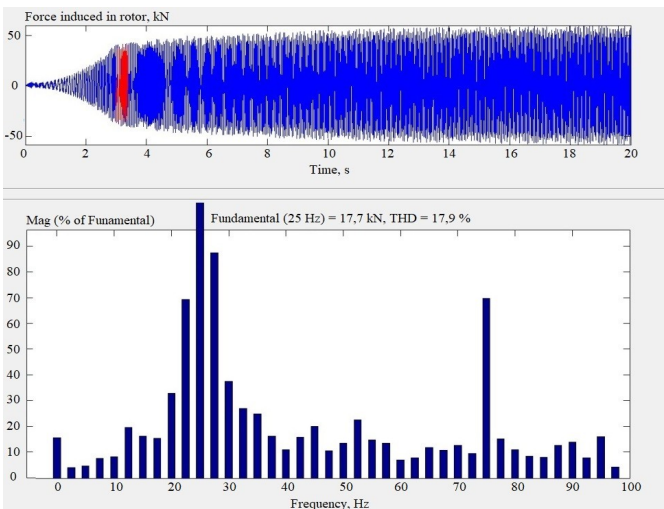 Force induced in rotor, kN
50
0
-50
0 2 4 6 8 10 12 14 16 18 20
Time, s
Mag (% of Funamental) Fundamental (25 Hz) = 17,7 kN, THD = 17,9 %
90
80
70
60
50
40
30
20
10
0
0 10 20 30 40 50 60 70 80 90 100
Frequency, Hz